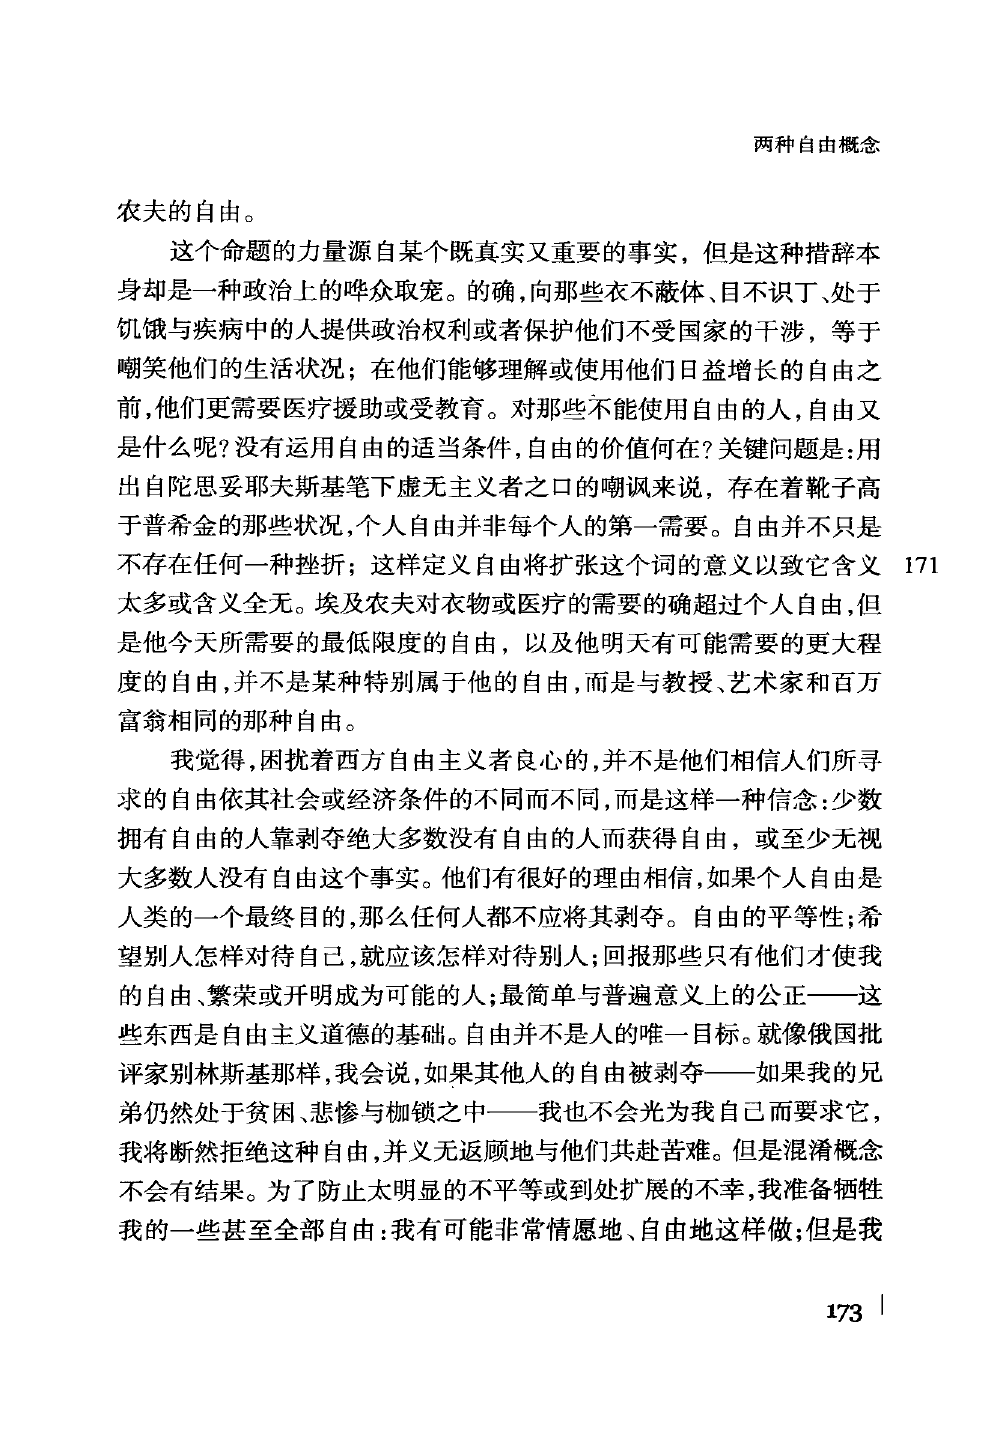 两种自由概念
农夫的自由。
这个命题的力量源自某个既真实又重要的事实，但是这种措辞本
身却是一种政治上的哗众取宠。的确，向那些衣不蔽体、目不识丁、处于
饥饿与疾病中的人提供政治权利或者保护他们不受国家的干涉，等于
嘲笑他们的生活状况；在他们能够理解或使用他们日益增长的自由之
前，他们更需要医疗援助或受教育。对那些不能使用自由的人，自由又
是什么呢？没有运用自由的适当条件，自由的价值何在？关键问题是：用
出自陀思妥耶夫斯基笔下虚无主义者之口的嘲讽来说，存在着靴子高
于普希金的那些状况，个人自由并非每个人的第一需要。自由并不只是
不存在任何一种挫折；这样定义自由将扩张这个词的意义以致它含义 171
太多或含义全无。埃及农夫对衣物或医疗的需要的确超过个人自由，但
是他今天所需要的最低限度的自由，以及他明天有可能需要的更大程
度的自由，并不是某种特别属于他的自由，而是与教授、艺术家和百万
富翁相同的那种自由。
我觉得，困扰着西方自由主义者良心的，并不是他们相信人们所寻
求的自由依其社会或经济条件的不同而不同，而是这样一种信念：少数
拥有自由的人靠剥夺绝大多数没有自由的人而获得自由，或至少无视
大多数人没有自由这个事实。他们有很好的理由相信，如果个人自由是
人类的一个最终目的，那么任何人都不应将其剥夺。自由的平等性；希
望别人怎样对待自己，就应该怎样对待别人；回报那些只有他们才使我
的自由、繁荣或开明成为可能的人；最简单与普遍意义上的公正——这
些东西是自由主义道德的基础。自由并不是人的唯一目标。就像俄国批
评家别林斯基那样，我会说，如果其他人的自由被剥夺——如果我的兄
弟仍然处于贫困、悲惨与枷锁之中——我也不会光为我自己而要求它，
我将断然拒绝这种自由，并义无返顾地与他们共赴苦难。但是混淆概念
不会有结果。为了防止太明显的不平等或到处扩展的不幸，我准备牺牲
我的一些甚至全部自由：我有可能非常情愿地、自由地这样做；但是我
173